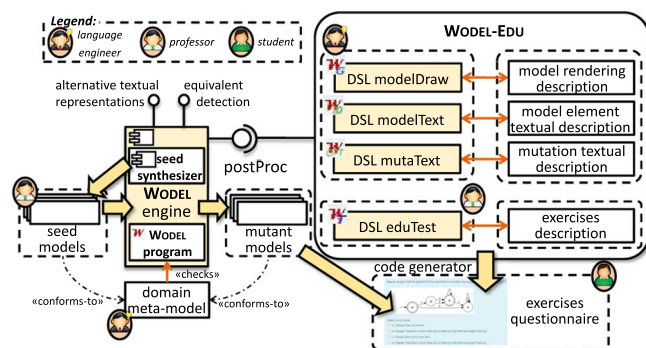 Legend:
language
engineer
professor
student
WODEL-EDU
alternative textual
representations
equivalent
detection
DSL modelDraw
model rendering
description
DSL modelText
model element
textual description
DSL mutaText
mutation textual
description
postProc
seed
synthesizer
WODEL
engine
seed
models
WODEL
program
mutant
models
DSL eduTest
exercises
description
«checks»
code generator
«conforms-to»
«conforms-to»
domain
meta-model
exercises
questionnaire